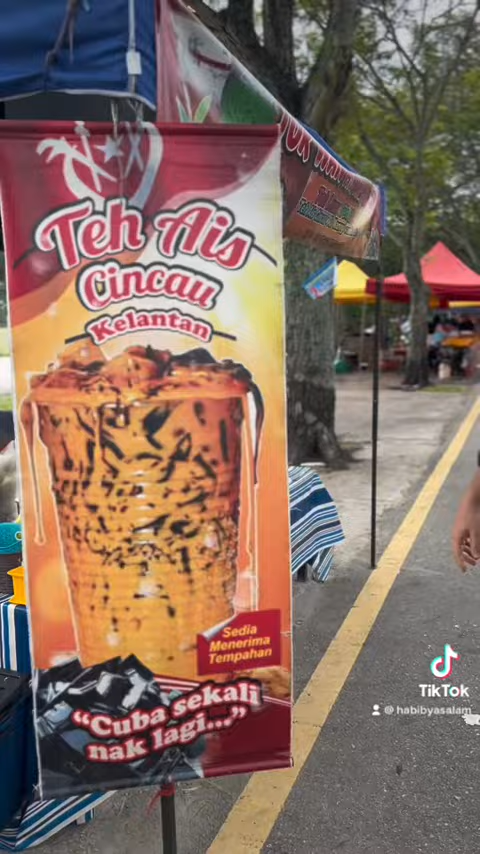 Teh Ais
Cincau
Kelantan
Sedia
Menerima
Tempahan
"Cuba sekali
nak lagi..."
TikTok
@ habibyasalam